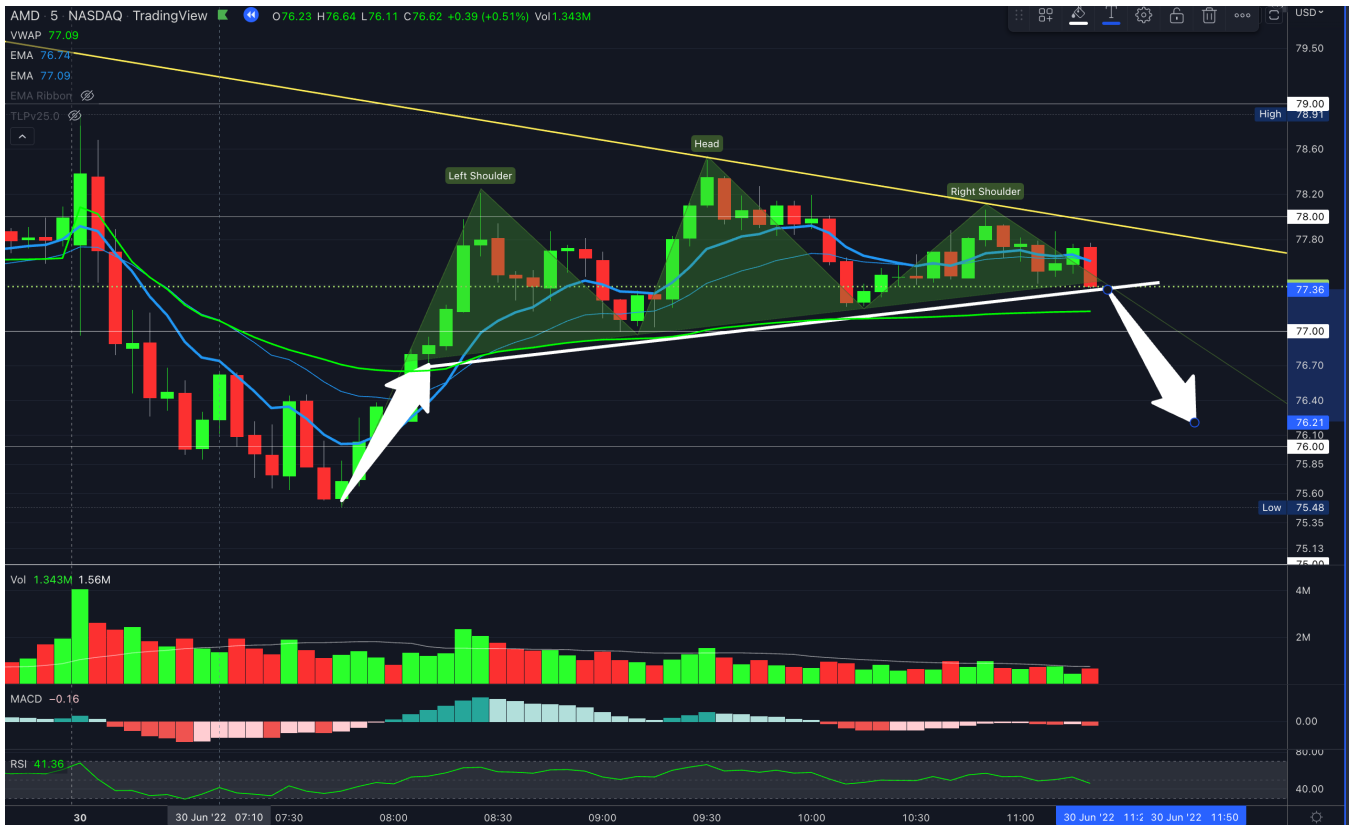 AMD · 5 · NASDAQ · TradingView O76.23 H76.64 L76.11 C76.62 +0.39 (+0.51%) Vol1.343M
VWAP 77.09
EMA 76.74
EMA 77.09
EMA Ribbon
TLPv25.0
Left Shoulder
Head
Right Shoulder
USD
79.50
79.00
High 78.91
78.60
78.20
78.00
77.80
77.36
77.00
76.70
76.40
76.21
76.10
76.00
75.85
75.60
Low 75.48
75.35
75.13
75.00
Vol 1.343M 1.56M
4M
2M
MACD −0.16
0.00
RSI 41.36
80.00
40.00
30 30 Jun '22 07:10 07:30 08:00 08:30 09:00 09:30 10:00 10:30 11:00 30 Jun '22 11:2 30 Jun '22 11:50